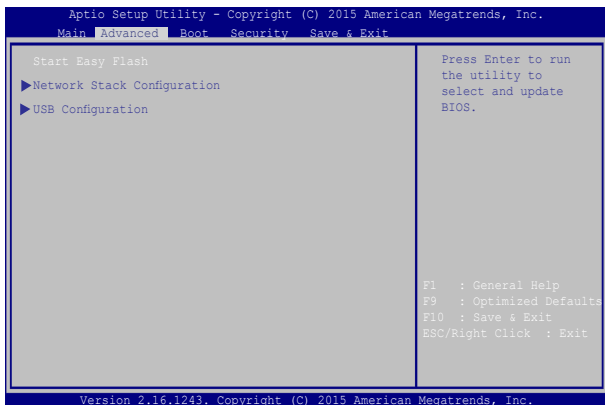 Aptio Setup Utility - Copyright (C) 2015 American Megatrends, Inc.
Main Advanced Boot Security Save & Exit
Start Easy Flash
Network Stack Configuration
USB Configuration
Press Enter to run
the utility to
select and update
BIOS.
F1 : General Help
F9 : Optimized Defaults
F10 : Save & Exit
ESC/Right Click : Exit
Version 2.16.1243. Copyright (C) 2015 American Megatrends, Inc.